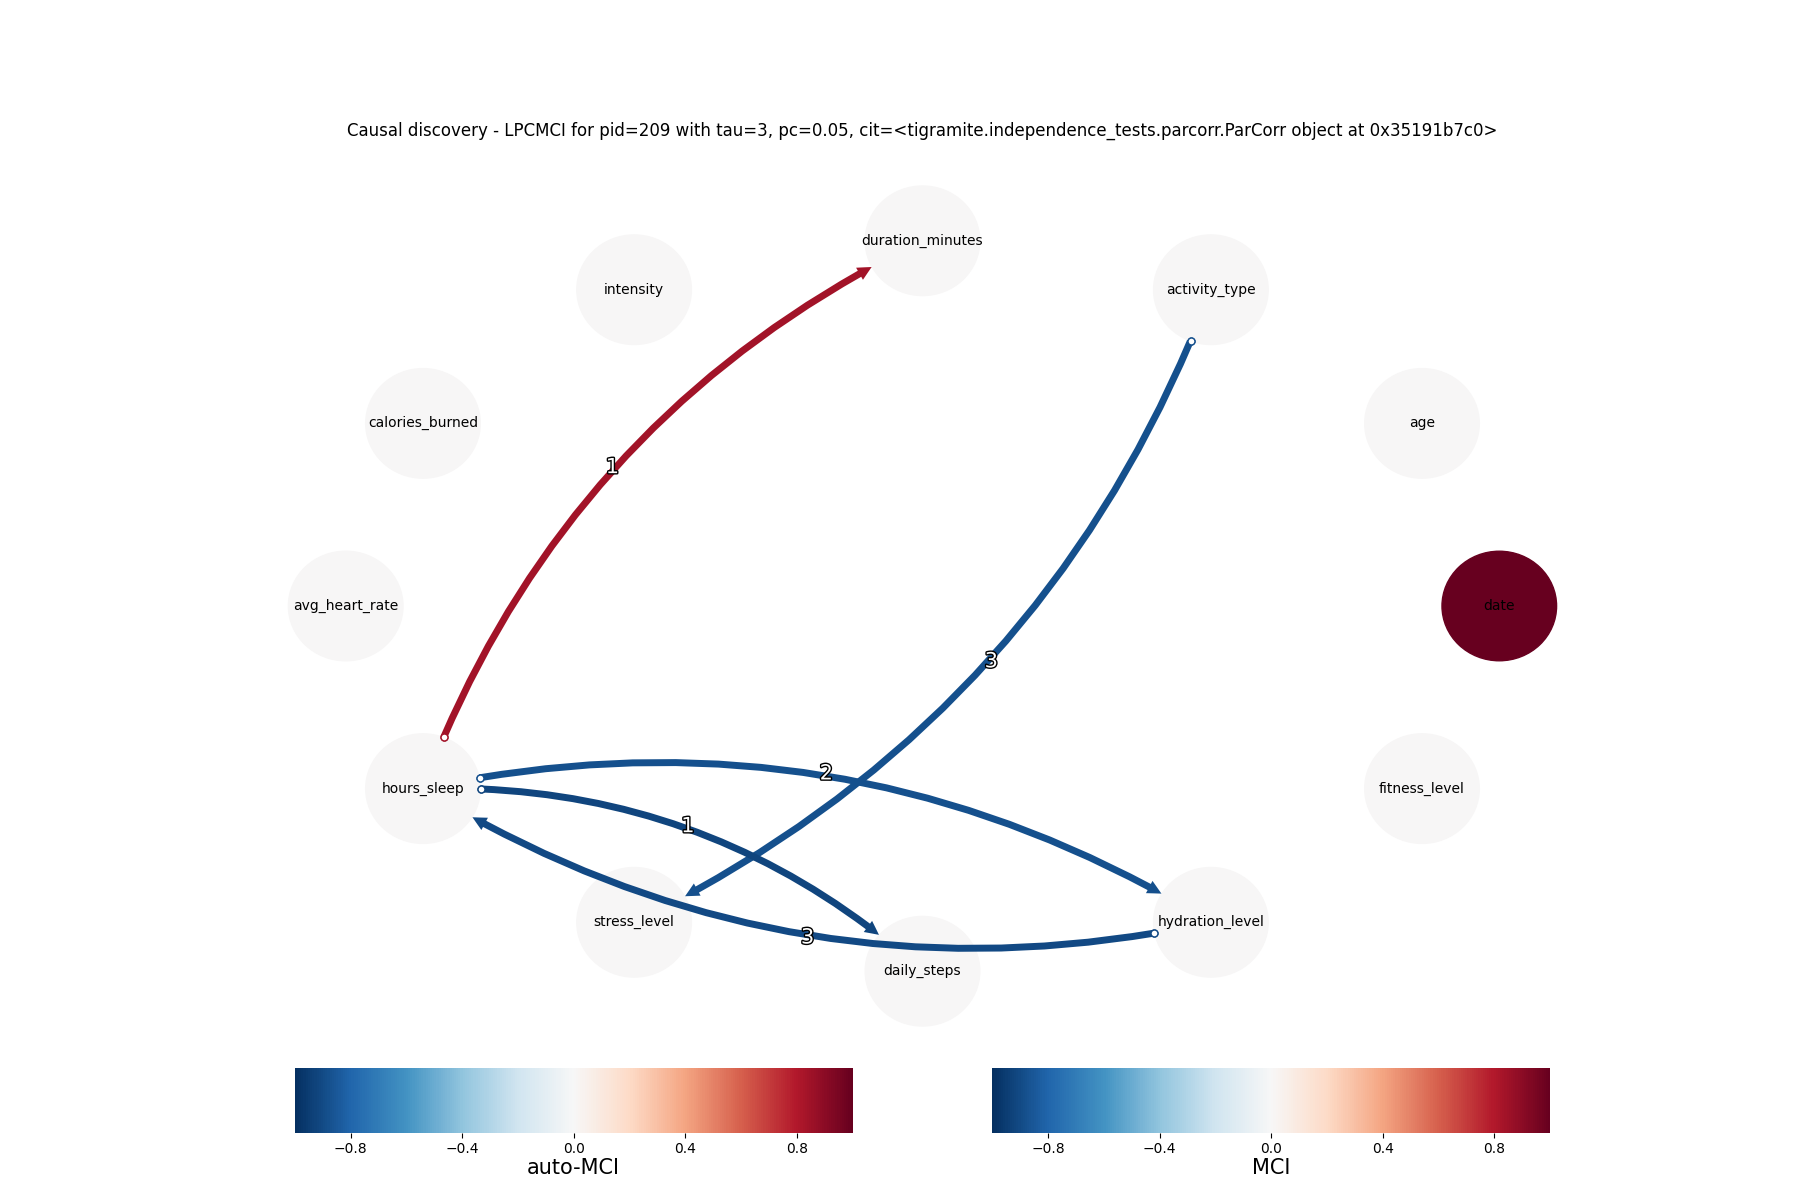 Causal discovery - LPCMCI for pid=209 with tau=3, pc=0.05, cit=<tigramite.independence_tests.parcorr.ParCorr object at 0x35191b7c0>
duration_minutes
intensity
activity_type
calories_burned
age
1
avg_heart_rate
date
3
2
hours_sleep
fitness_level
1
stress_level
hydration_level
3
daily_steps
−0.8 −0.4 0.0 0.4 0.8
auto-MCI
−0.8 −0.4 0.0 0.4 0.8
MCI